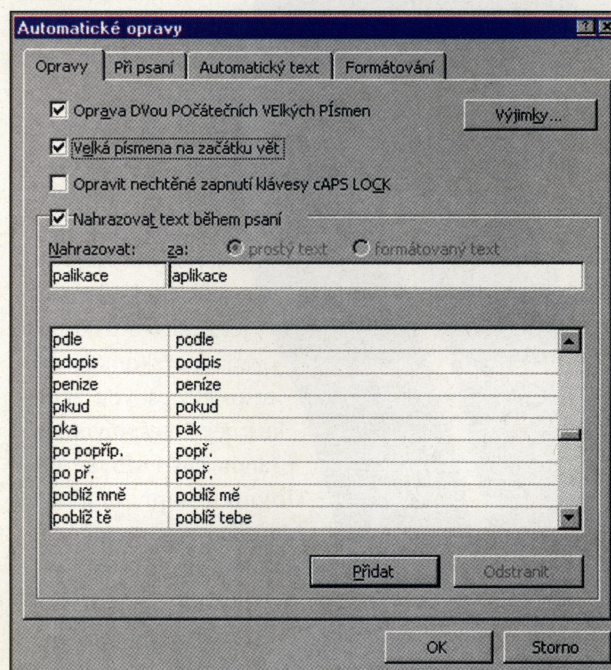 Automatické opravy
Opravy Při psaní Automatický text Formátování
Oprava DVou POčátečních VElkých PÍsmen Výjimky...
Velká písmena na začátku vět
Opravit nechtěné zapnutí klávesy cAPS LOCK
Nahrazovat text během psaní
Nahrazovat: za: prostý text formátovaný text
palikace aplikace
pdle podle
pdopis podpis
penize peníze
pikud pokud
pka pak
po popříp. popř.
po př. popř.
poblíž mně poblíž mě
poblíž tě poblíž tebe
Přidat Odstranit
OK Storno